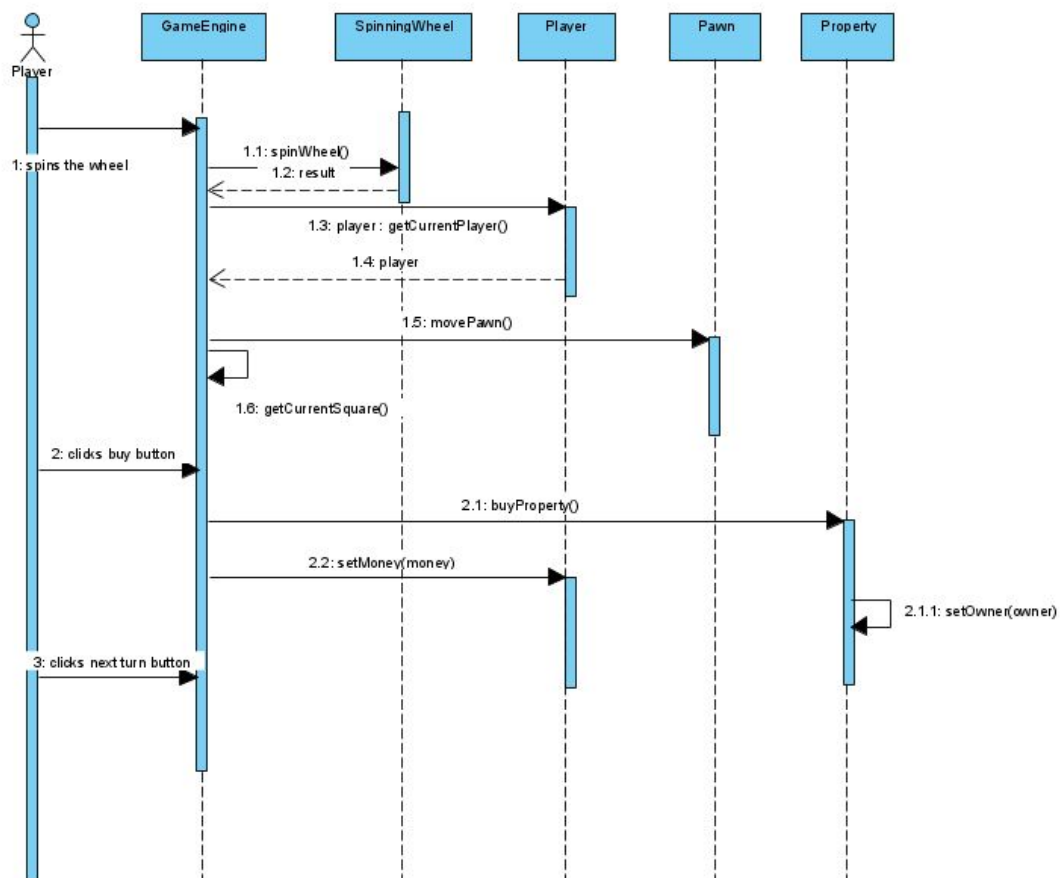 GameEngine
SpinningWheel
Player
Pawn
Property
Player
1: spins the wheel
1.1: spinWheel()
1.2: result
1.3: player : getCurrentPlayer()
1.4: player
1.5: movePawn()
1.6: getCurrentSquare()
2: clicks buy button
2.1: buyProperty()
2.2: setMoney(money)
2.1.1: setOwner(owner)
3: clicks next turn button